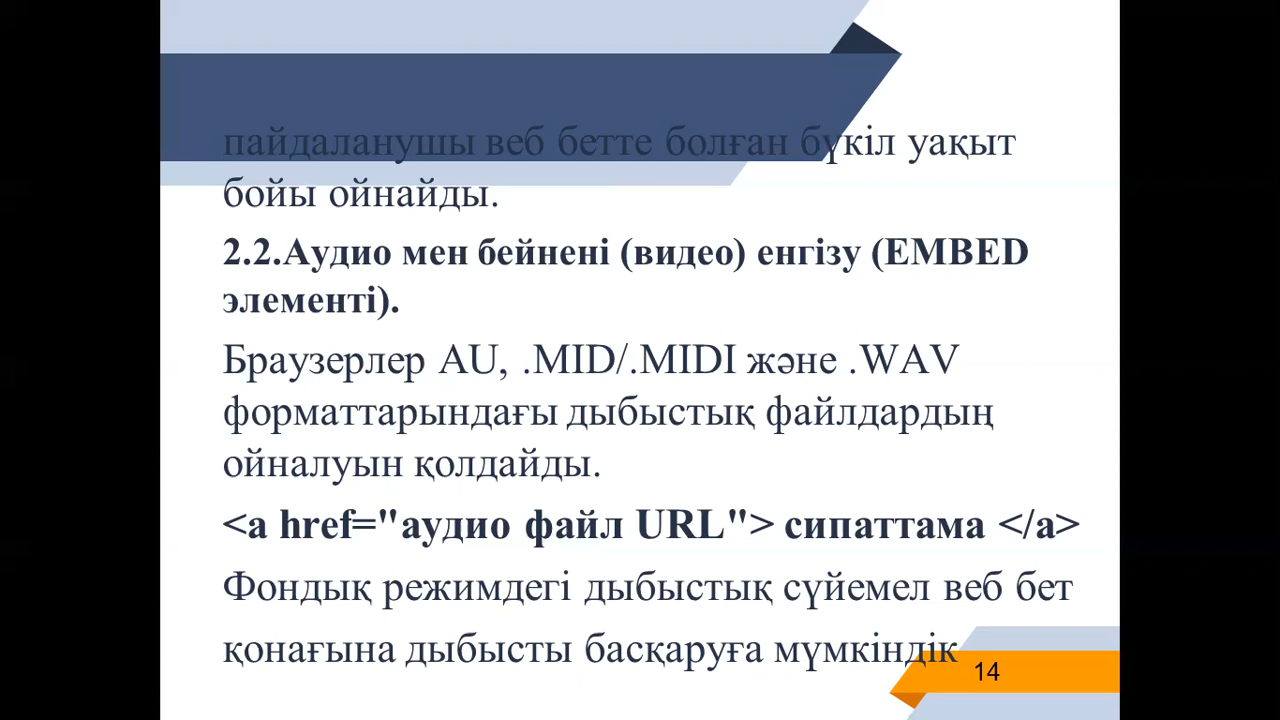 пайдаланушы веб бетте болған бүкіл уақыт
бойы ойнайды.
2.2.Аудио мен бейнені (видео) енгізу (EMBED
элементі).
Браузерлер AU, .MID/.MIDI және .WAV
форматтарындағы дыбыстық файлдардың
ойналуын қолдайды.
<a href="аудио файл URL"> сипаттама </a>
Фондық режимдегі дыбыстық сүйемел веб бет
қонағына дыбысты басқаруға мүмкіндік
14